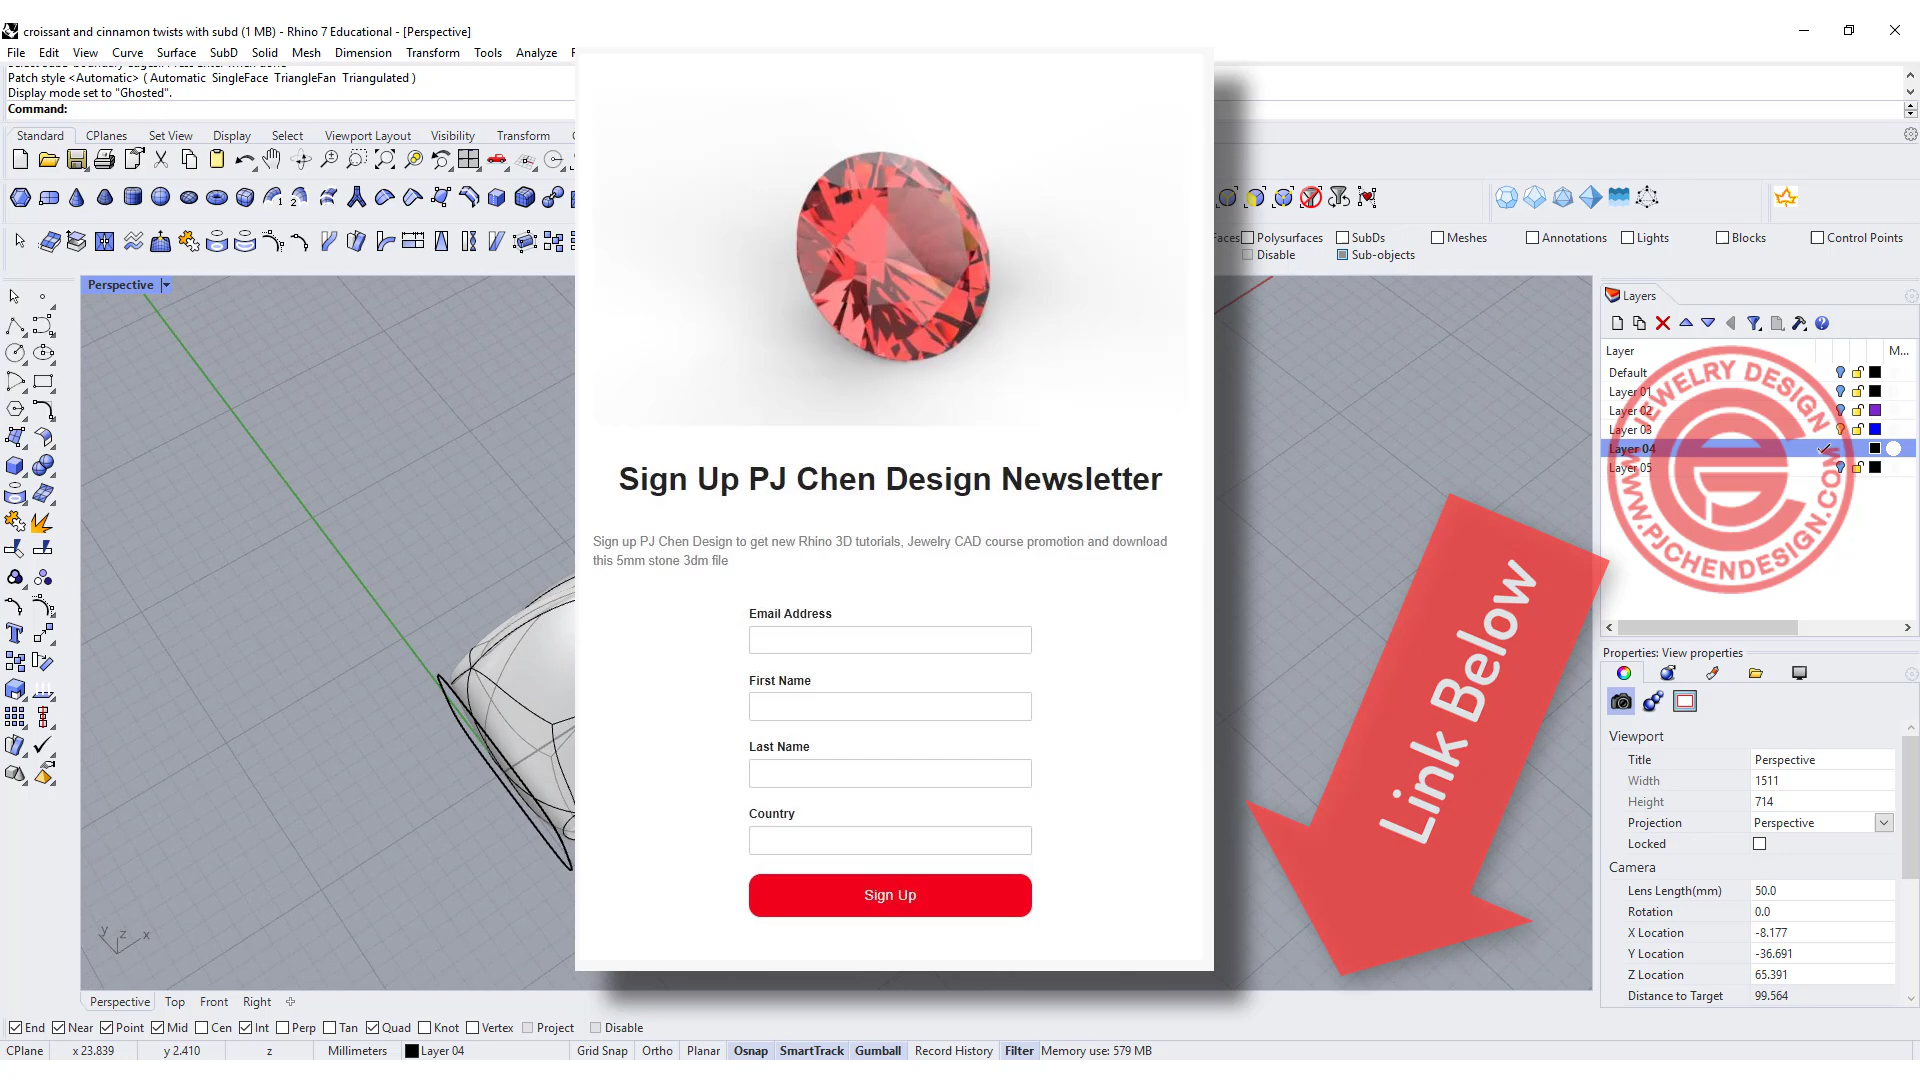 croissant and cinnamon twists with subd (1 MB) - Rhino 7 Educational - [Perspective]
File Edit View Curve Surface SubD Solid Mesh Dimension Transform Tools Analyze
Patch style <Automatic> ( Automatic SingleFace TriangleFan Triangulated )
Display mode set to "Ghosted".
Command:
Standard CPlanes Set View Display Select Viewport Layout Visibility Transform
Polysurfaces SubDs Meshes Annotations Lights Blocks Control Points
Disable Sub-objects
Perspective
Layers
Layer M...
Default
Layer 01
Layer 02
Layer 03
Layer 04
Layer 05
JEWELRY DESIGN
WWW.PJCHENDESIGN.COM
Sign Up PJ Chen Design Newsletter
Sign up PJ Chen Design to get new Rhino 3D tutorials, Jewelry CAD course promotion and download
this 5mm stone 3dm file
Email Address
First Name
Last Name
Country
Sign Up
Link Below
Properties: View properties
Viewport
Title Perspective
Width 1511
Height 714
Projection Perspective
Locked
Camera
Lens Length(mm) 50.0
Rotation 0.0
X Location -8.177
Y Location -36.691
Z Location 65.391
Distance to Target 99.564
y z x
Perspective Top Front Right
End Near Point Mid Cen Int Perp Tan Quad Knot Vertex Project Disable
CPlane x 23.839 y 2.410 z Millimeters Layer 04 Grid Snap Ortho Planar Osnap SmartTrack Gumball Record History Filter Memory use: 579 MB